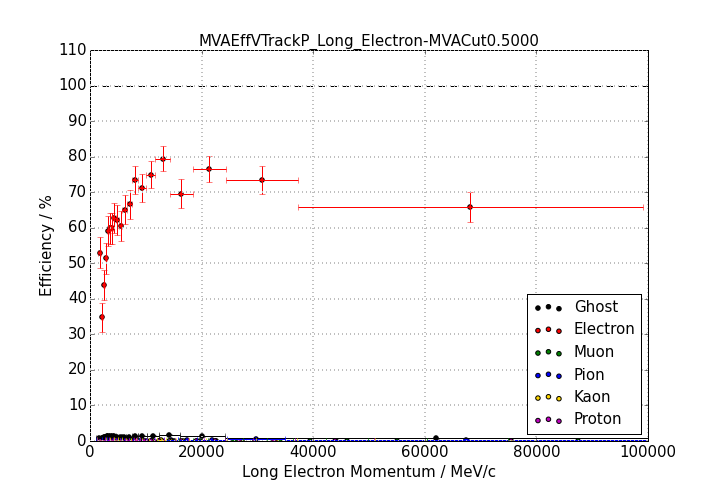 MVAEffVTrackP_Long_Electron-MVACut0.5000
110
100
90
80
70
60
50
40
30
20
10
0
Efficiency / %
Ghost
Electron
Muon
Pion
Kaon
Proton
0 20000 40000 60000 80000 100000
Long Electron Momentum / MeV/c